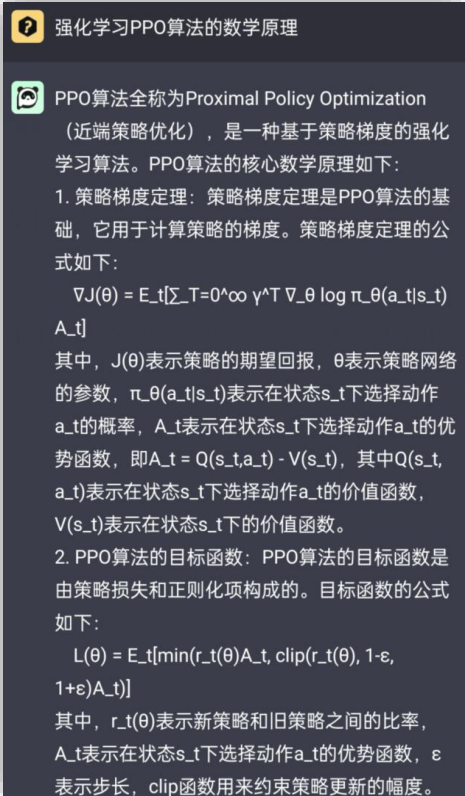 强化学习PPO算法的数学原理
PPO算法全称为Proximal Policy Optimization
（近端策略优化），是一种基于策略梯度的强化
学习算法。PPO算法的核心数学原理如下：
1. 策略梯度定理：策略梯度定理是PPO算法的基
础，它用于计算策略的梯度。策略梯度定理的公
式如下：
∇J(θ) = E_t[∑_T=0^∞ γ^T ∇_θ log π_θ(a_t|s_t)
A_t]
其中，J(θ)表示策略的期望回报，θ表示策略网络
的参数，π_θ(a_t|s_t)表示在状态s_t下选择动作
a_t的概率，A_t表示在状态s_t下选择动作a_t的优
势函数，即A_t = Q(s_t,a_t) - V(s_t)，其中Q(s_t,
a_t)表示在状态s_t下选择动作a_t的价值函数，
V(s_t)表示在状态s_t下的价值函数。
2. PPO算法的目标函数：PPO算法的目标函数是
由策略损失和正则化项构成的。目标函数的公式
如下：
L(θ) = E_t[min(r_t(θ)A_t, clip(r_t(θ), 1-ε,
1+ε)A_t)]
其中，r_t(θ)表示新策略和旧策略之间的比率，
A_t表示在状态s_t下选择动作a_t的优势函数，ε
表示步长，clip函数用来约束策略更新的幅度。